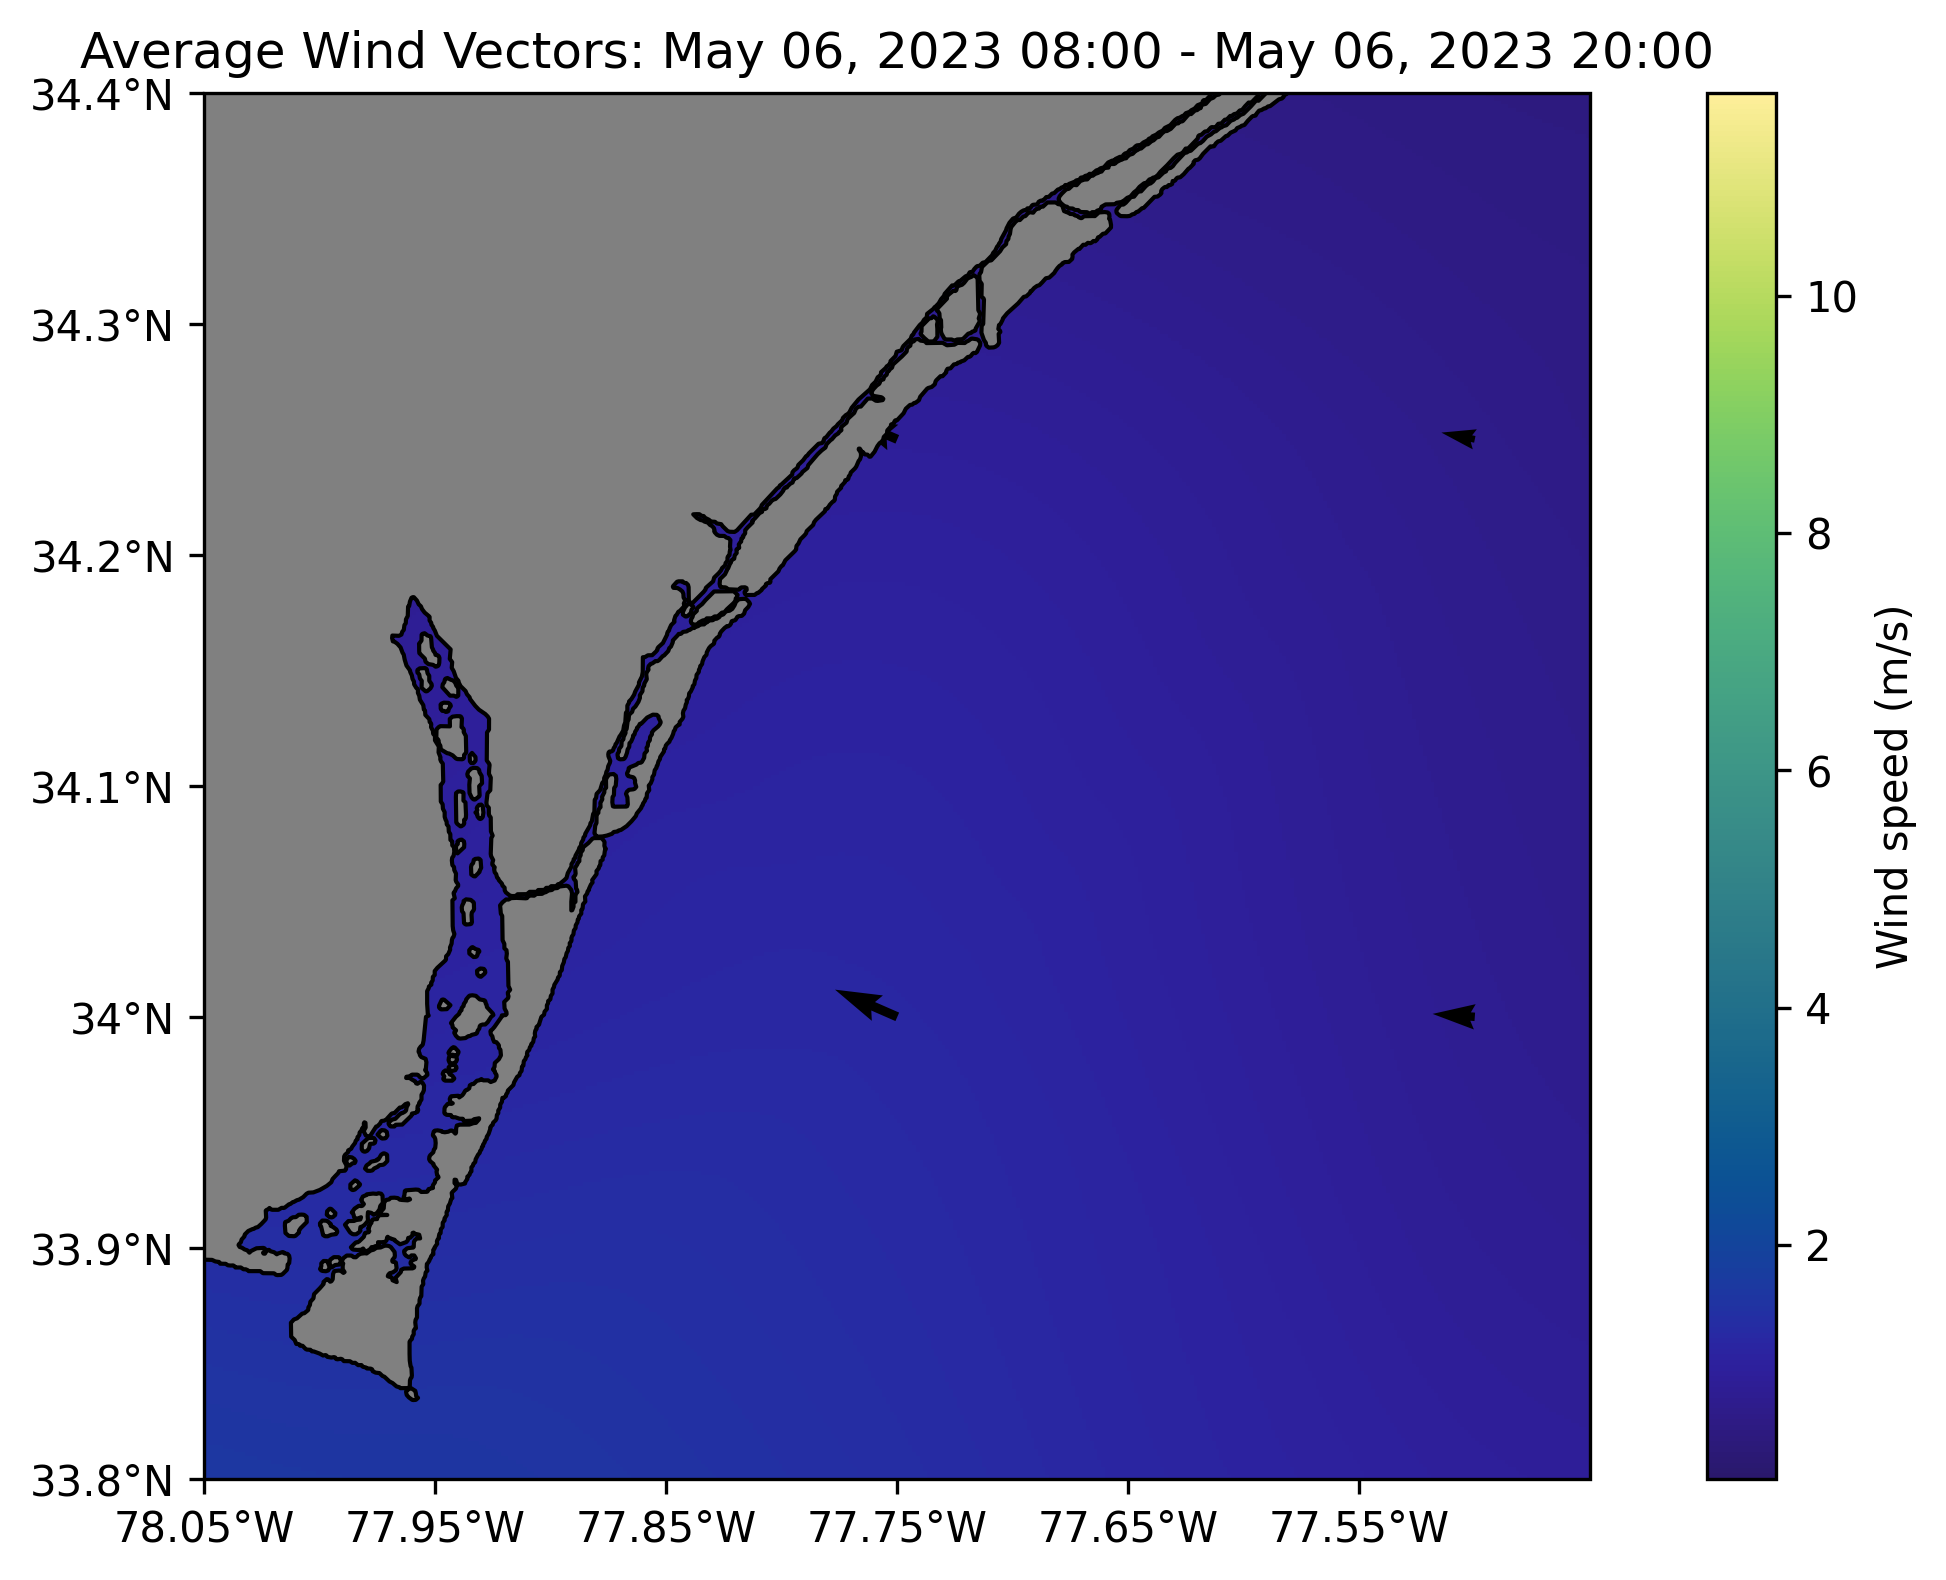 Average Wind Vectors: May 06, 2023 08:00 - May 06, 2023 20:00
34.4°N
34.3°N
34.2°N
34.1°N
34°N
33.9°N
33.8°N
78.05°W
77.95°W
77.85°W
77.75°W
77.65°W
77.55°W
10
8
6
4
2
Wind speed (m/s)